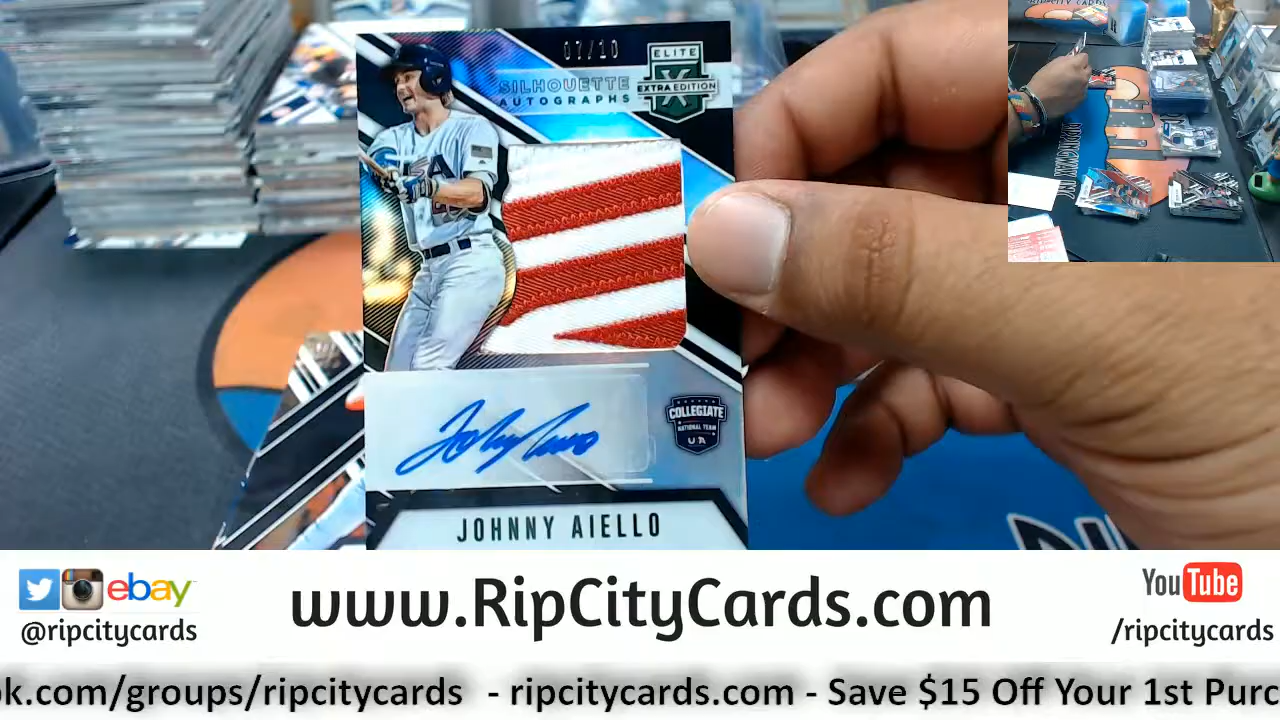 07/10
ELITE
X
EXTRA EDITION
SILHOUETTE
AUTOGRAPHS
COLLEGIATE
NATIONAL TEAM
USA
JOHNNY AIELLO
ebay
@ripcitycards
www.RipCityCards.com
YouTube
/ripcitycards
ok.com/groups/ripcitycards - ripcitycards.com - Save $15 Off Your 1st Purc